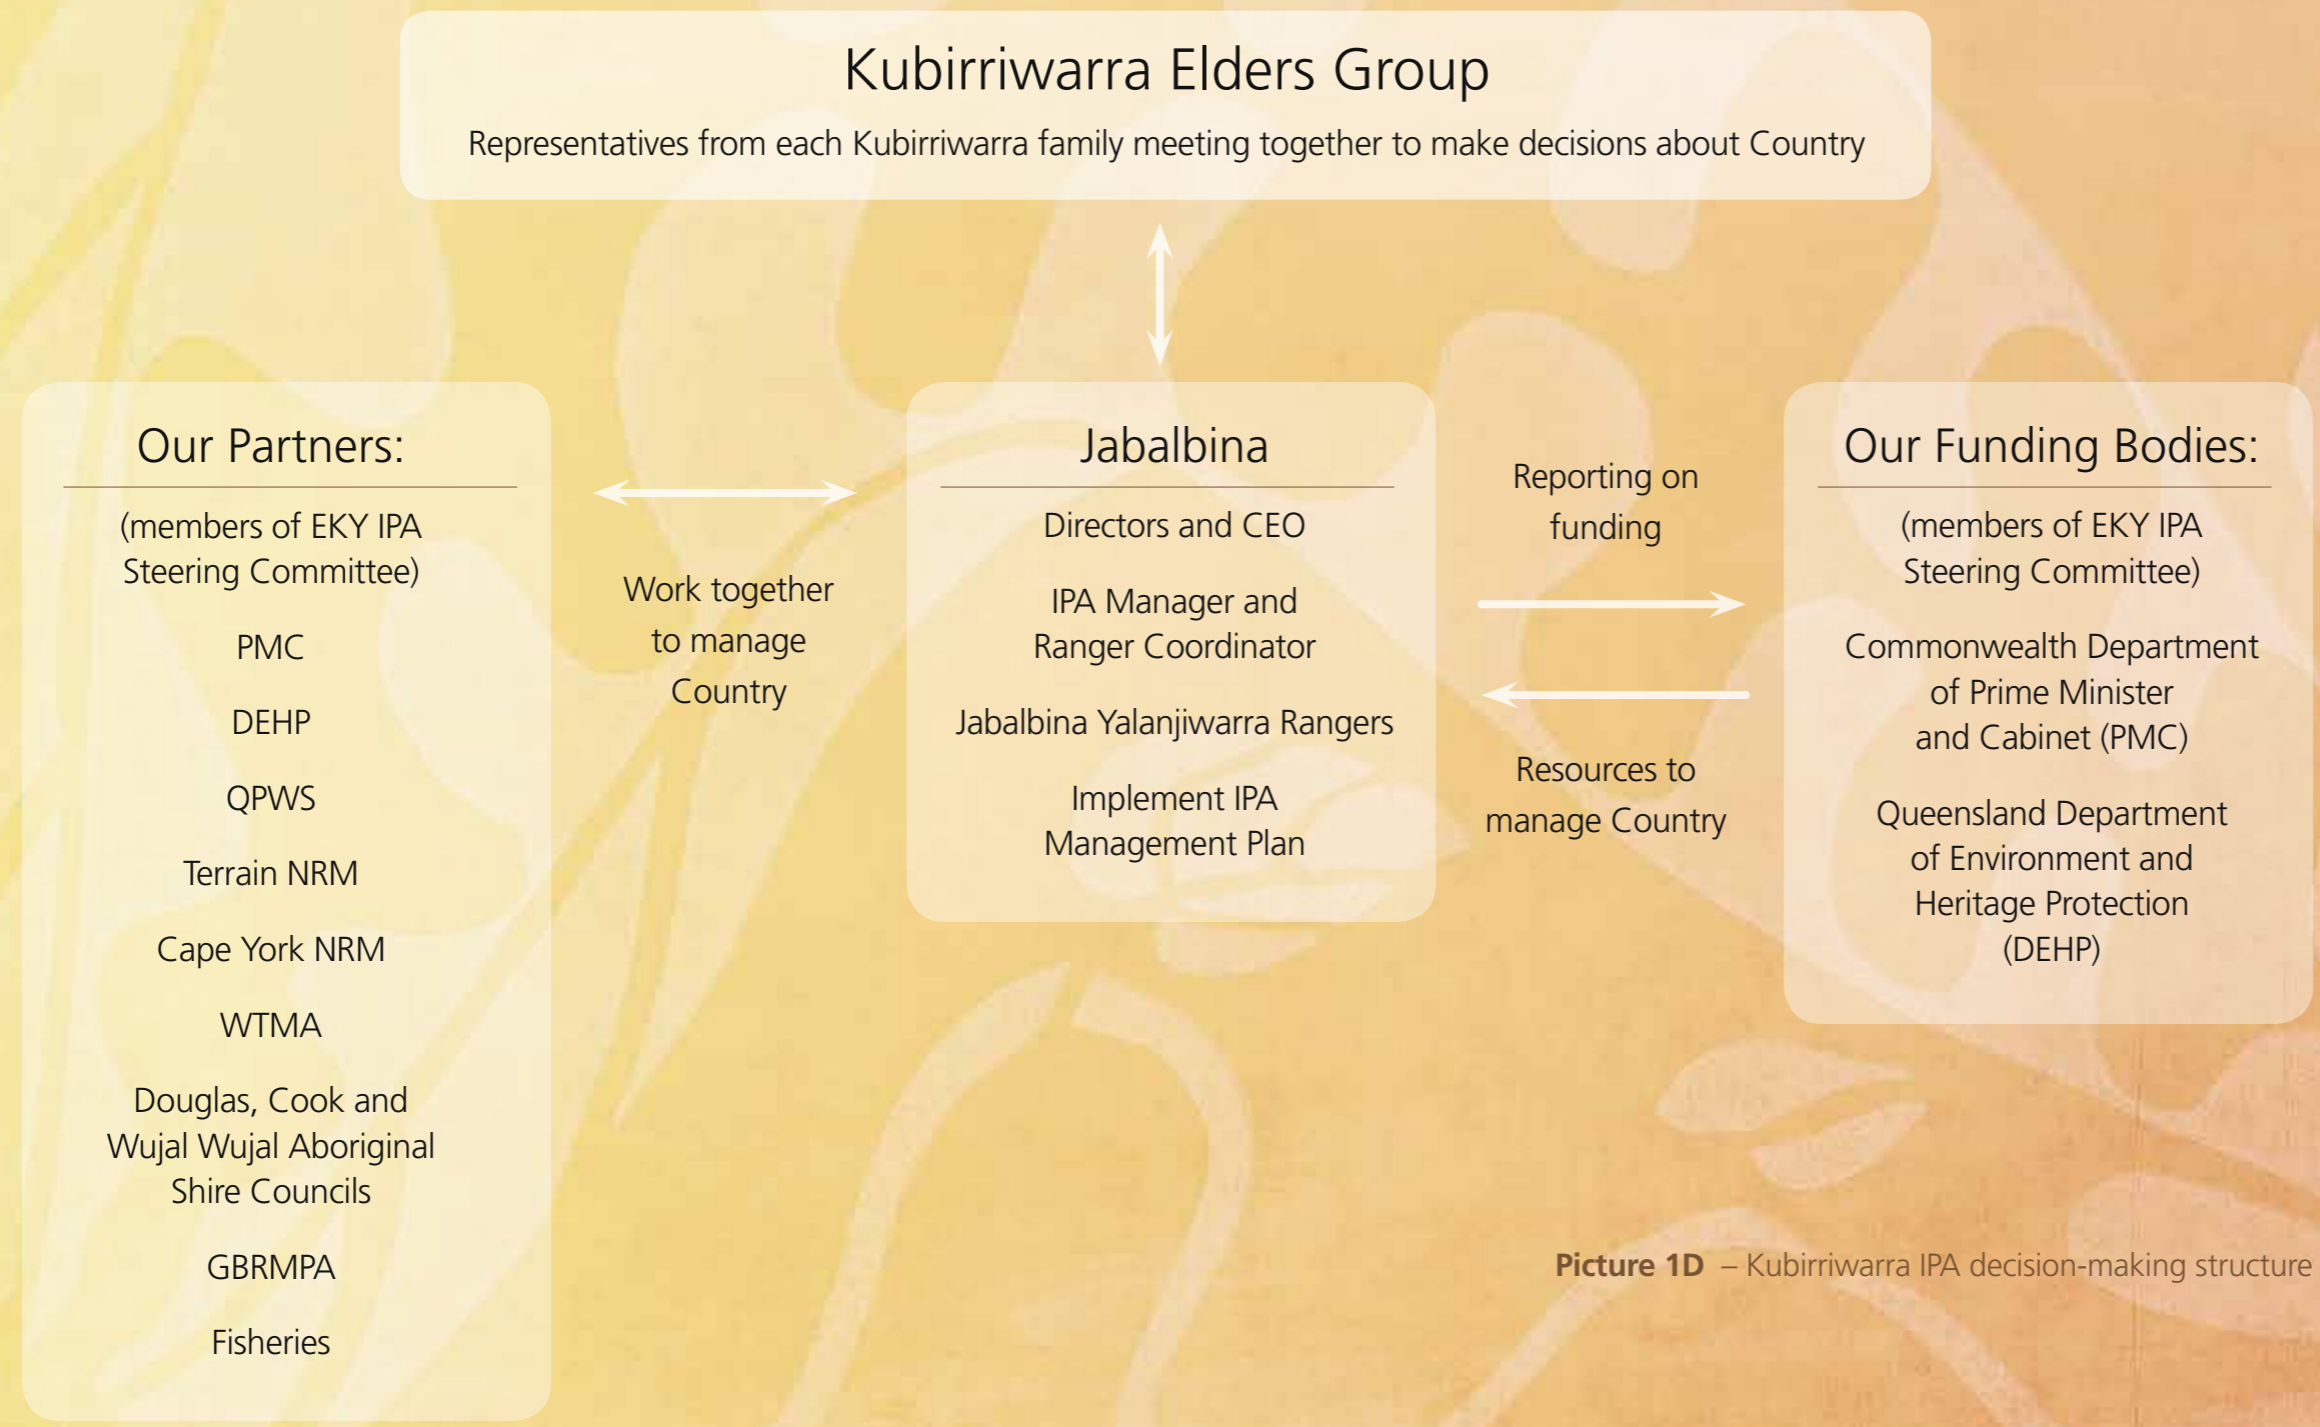 Kubirriwarra Elders Group
Representatives from each Kubirriwarra family meeting together to make decisions about Country
Our Partners:
(members of EKY IPA
Steering Committee)
PMC
DEHP
QPWS
Terrain NRM
Cape York NRM
WTMA
Douglas, Cook and
Wujal Wujal Aboriginal
Shire Councils
GBRMPA
Fisheries
Work together
to manage
Country
Jabalbina
Directors and CEO
IPA Manager and
Ranger Coordinator
Jabalbina Yalanjiwarra Rangers
Implement IPA
Management Plan
Reporting on
funding
Resources to
manage Country
Our Funding Bodies:
(members of EKY IPA
Steering Committee)
Commonwealth Department
of Prime Minister
and Cabinet (PMC)
Queensland Department
of Environment and
Heritage Protection
(DEHP)
Picture 1D – Kubirriwarra IPA decision-making structure